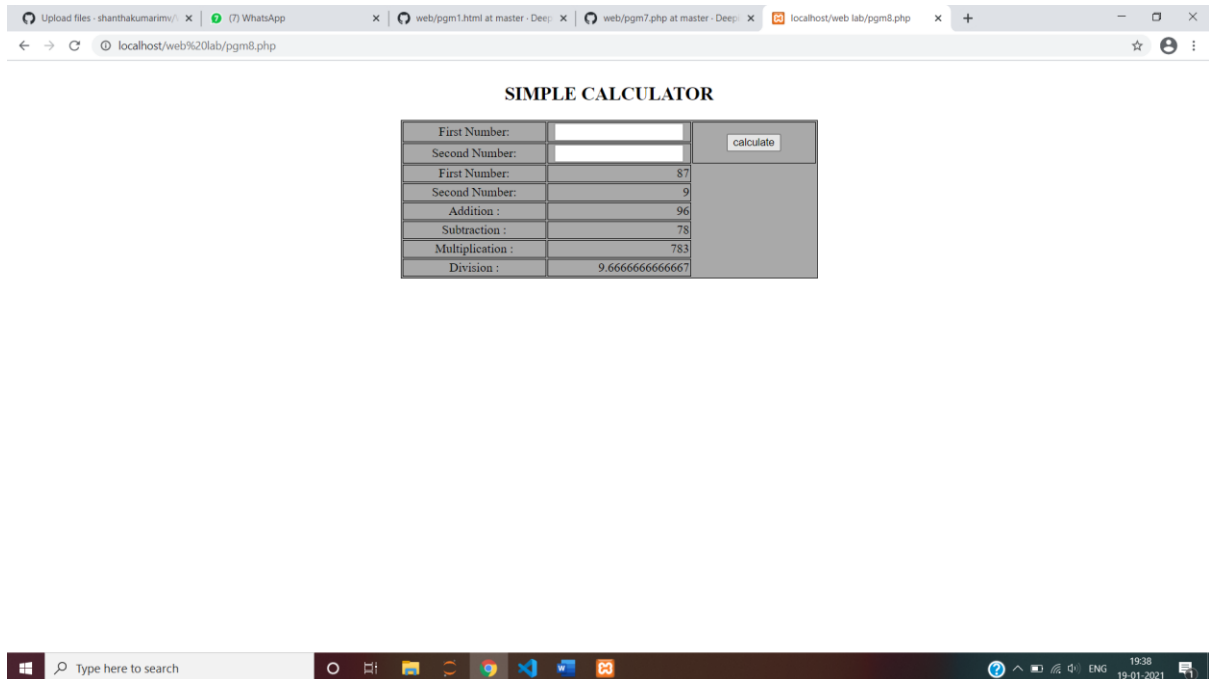 Upload files · shanthakumarimv/
(7) WhatsApp
web/pgm1.html at master · Deep
web/pgm7.php at master · Deep
localhost/web lab/pgm8.php
localhost/web%20lab/pgm8.php
SIMPLE CALCULATOR
First Number:
calculate
Second Number:
First Number: 87
Second Number: 9
Addition : 96
Subtraction : 78
Multiplication : 783
Division : 9.6666666666667
Type here to search
ENG
19:38
19-01-2021